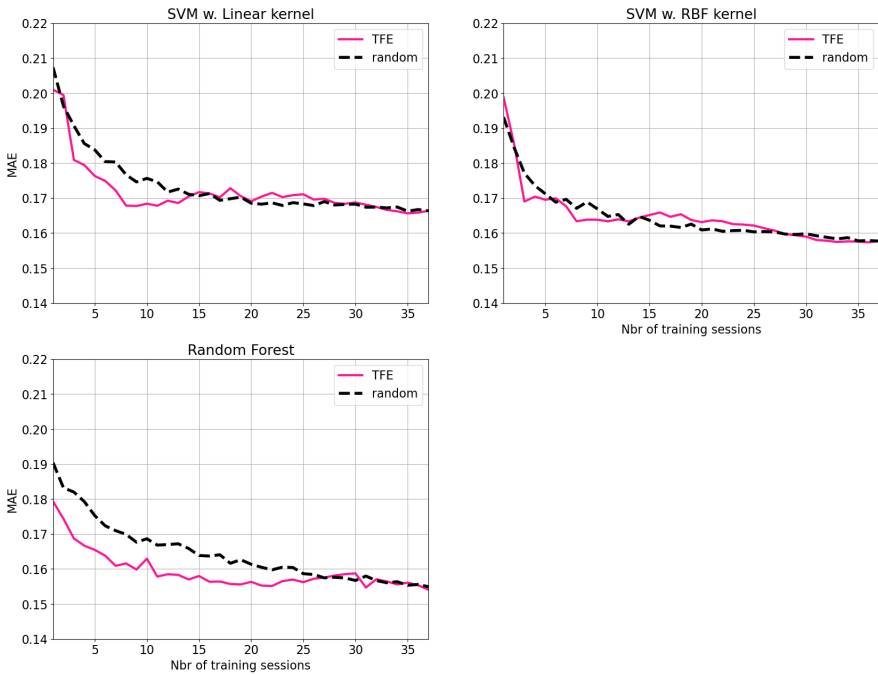 SVM w. Linear kernel
0.22
0.21
0.20
0.19
0.18
0.17
0.16
0.15
0.14
MAE
5 10 15 20 25 30 35
TFE
random
SVM w. RBF kernel
0.22
0.21
0.20
0.19
0.18
0.17
0.16
0.15
0.14
5 10 15 20 25 30 35
Nbr of training sessions
TFE
random
Random Forest
0.22
0.21
0.20
0.19
0.18
0.17
0.16
0.15
0.14
MAE
5 10 15 20 25 30 35
Nbr of training sessions
TFE
random